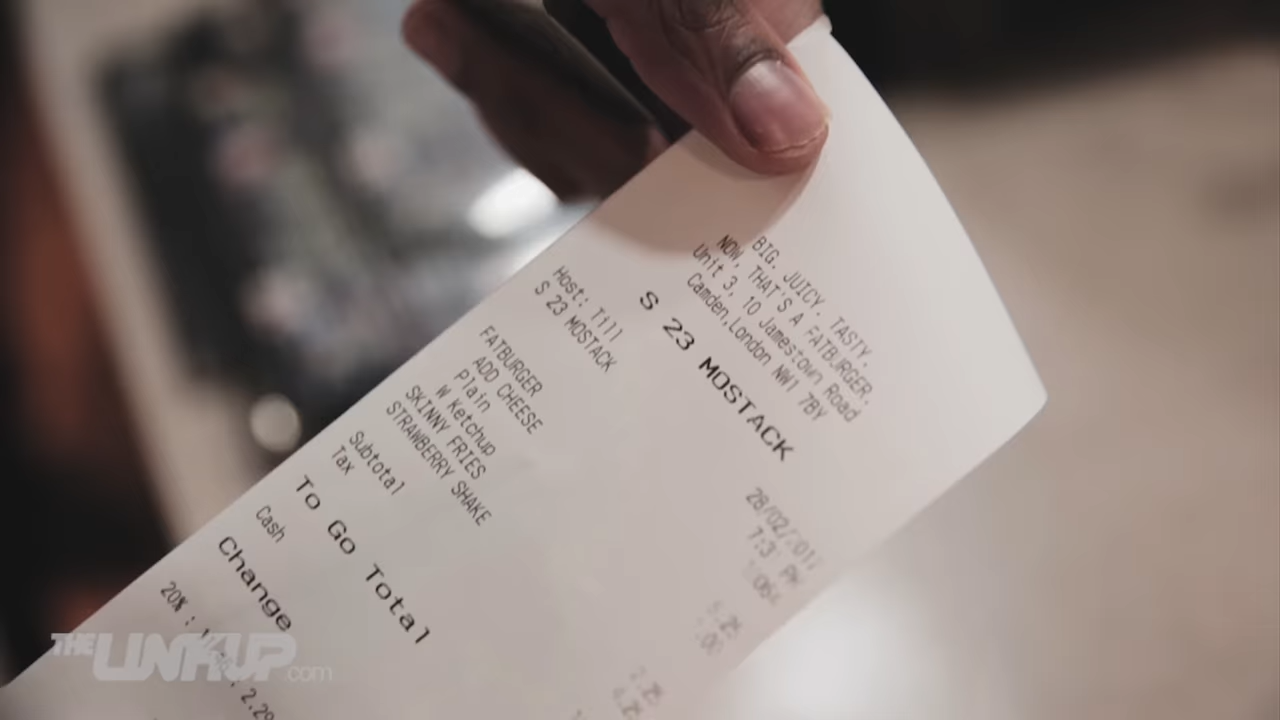 BIG. JUICY. TASTY.
NOW, THAT'S A FATBURGER.
Unit 3, 10 Jamestown Road
Camden,London NW1 7BY
S 23 MOSTACK
Host: Till
S 23 MOSTACK
FATBURGER
ADD CHEESE
Plain
W Ketchup
SKINNY FRIES
STRAWBERRY SHAKE
Subtotal
Tax
To Go Total
Cash
Change
20% :
THE LINKUP.com